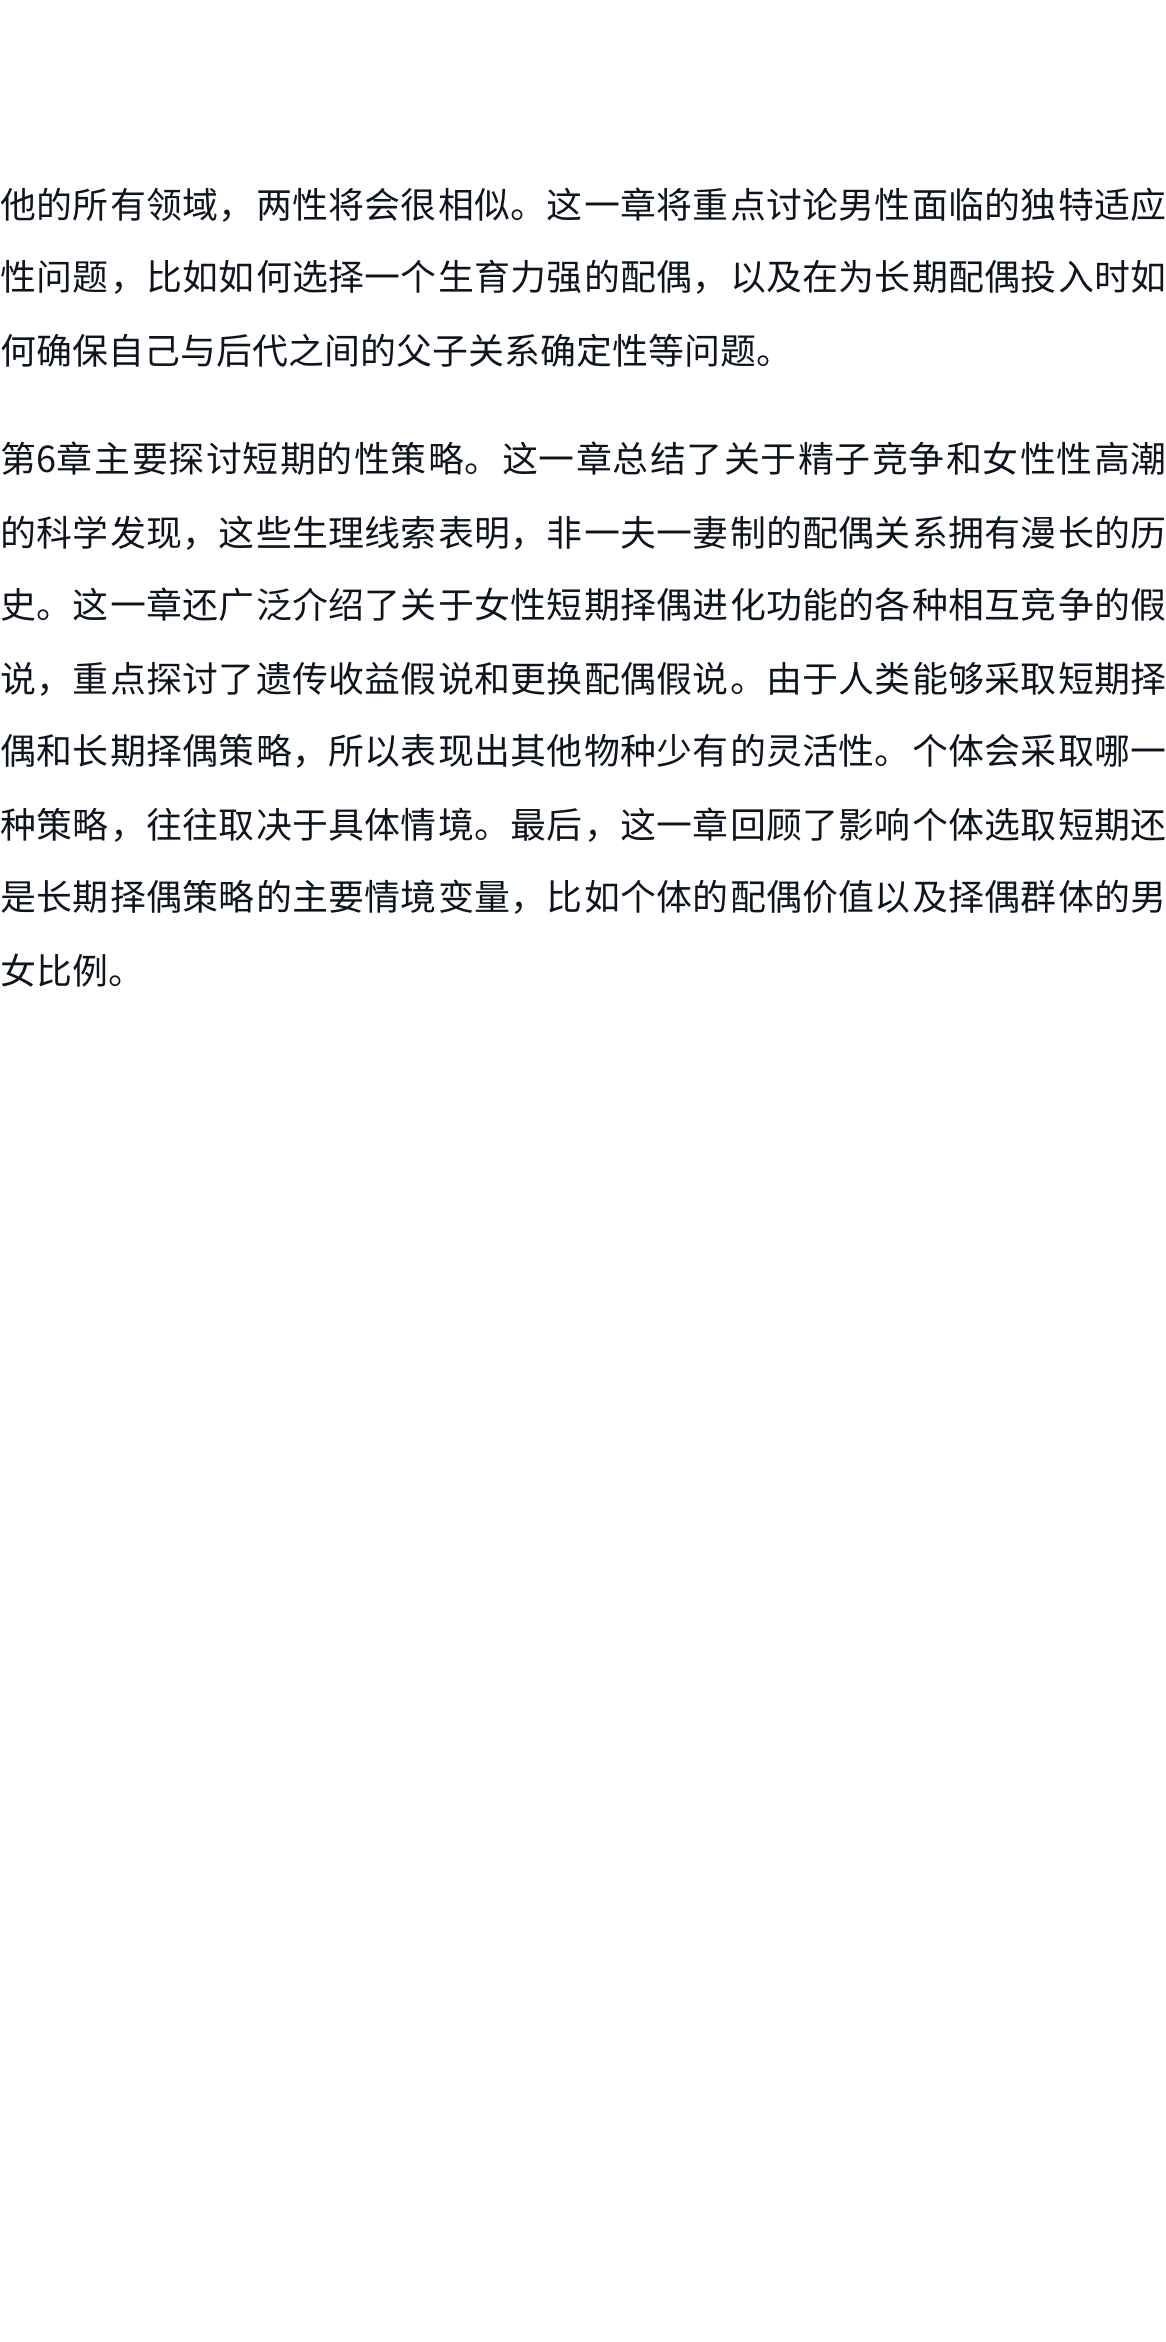 他的所有领域，两性将会很相似。这一章将重点讨论男性面临的独特适应
性问题，比如如何选择一个生育力强的配偶，以及在为长期配偶投入时如
何确保自己与后代之间的父子关系确定性等问题。
第6章主要探讨短期的性策略。这一章总结了关于精子竞争和女性性高潮
的科学发现，这些生理线索表明，非一夫一妻制的配偶关系拥有漫长的历
史。这一章还广泛介绍了关于女性短期择偶进化功能的各种相互竞争的假
说，重点探讨了遗传收益假说和更换配偶假说。由于人类能够采取短期择
偶和长期择偶策略，所以表现出其他物种少有的灵活性。个体会采取哪一
种策略，往往取决于具体情境。最后，这一章回顾了影响个体选取短期还
是长期择偶策略的主要情境变量，比如个体的配偶价值以及择偶群体的男
女比例。